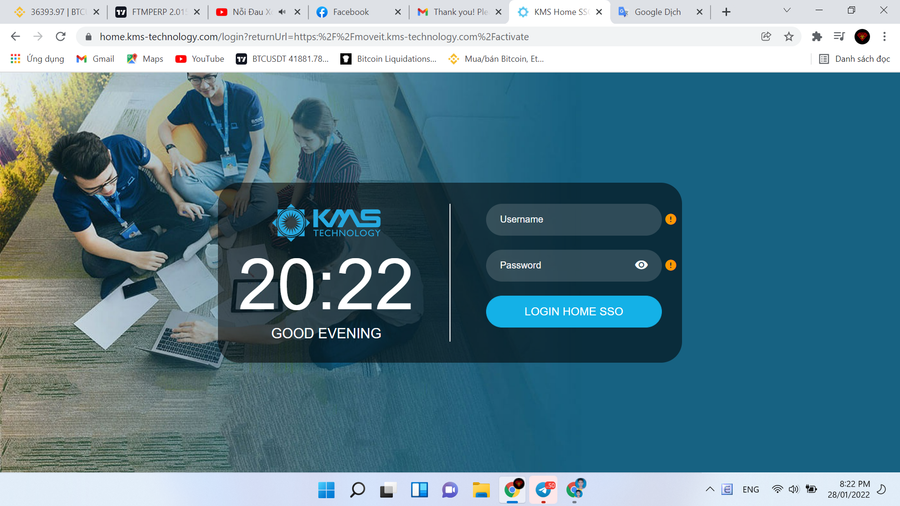 36393.97 | BTC
FTMPERP 2.01
Nỗi Đau X
Facebook
Thank you! Ple
KMS Home SS
Google Dịch
home.kms-technology.com/login?returnUrl=https:%2F%2Fmoveit.kms-technology.com%2Factivate
Ứng dụng
Gmail
Maps
YouTube
BTCUSDT 41881.78...
Bitcoin Liquidations...
Mua/bán Bitcoin, Et...
Danh sách đọc
KMS
TECHNOLOGY
20:22
GOOD EVENING
Username
Password
LOGIN HOME SSO
ENG
8:22 PM
28/01/2022